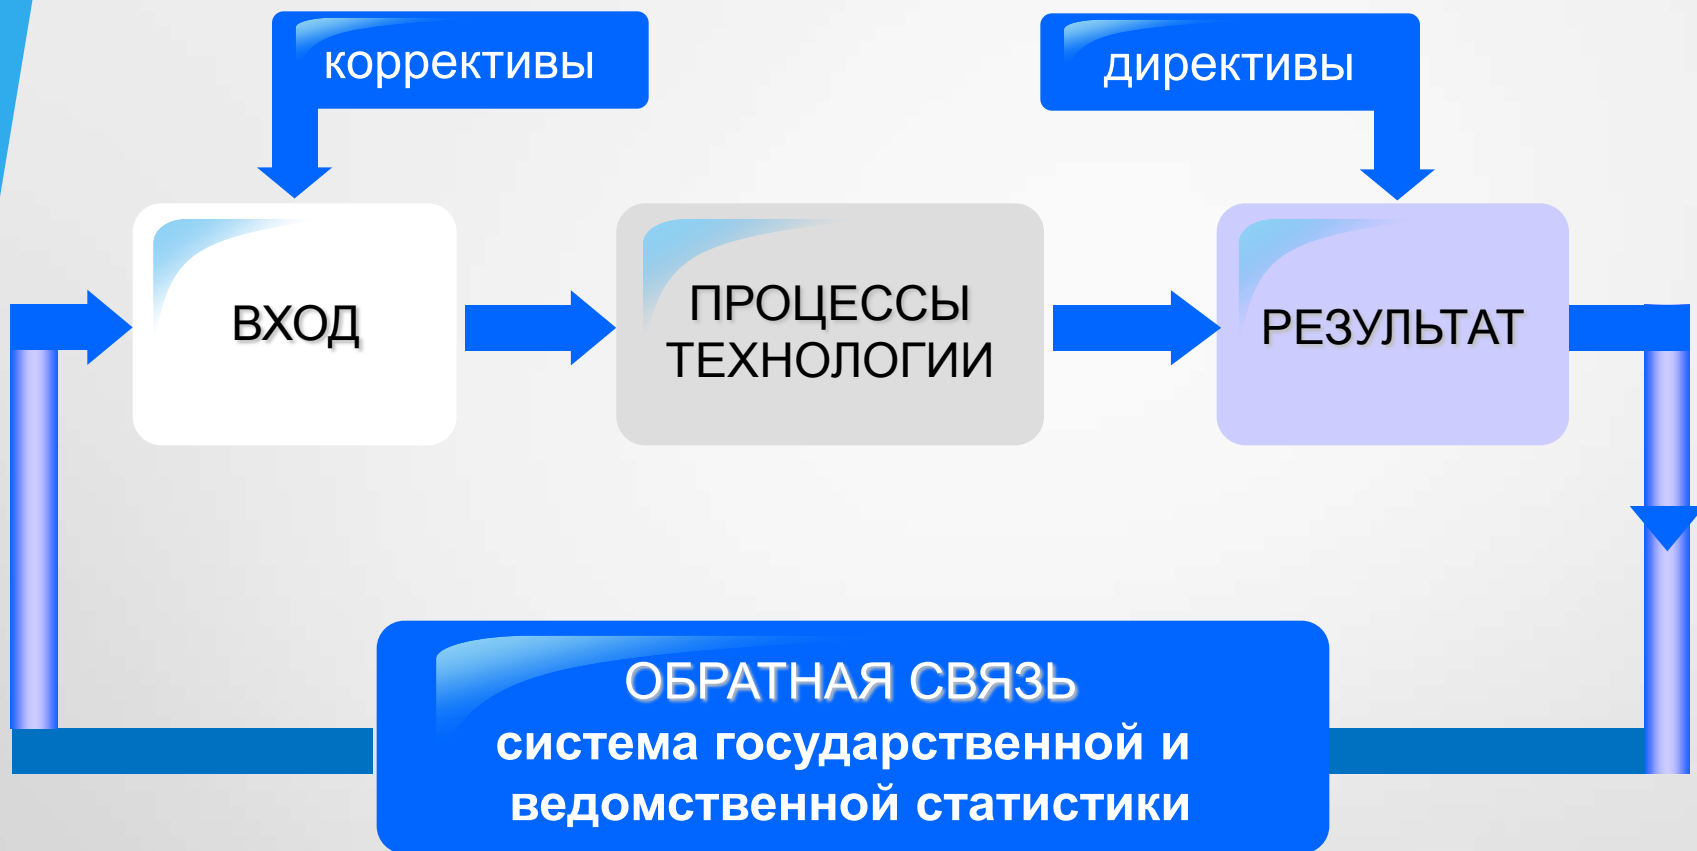 коррективы
директивы
ВХОД
ПРОЦЕССЫ
ТЕХНОЛОГИИ
РЕЗУЛЬТАТ
ОБРАТНАЯ СВЯЗЬ
система государственной и
ведомственной статистики